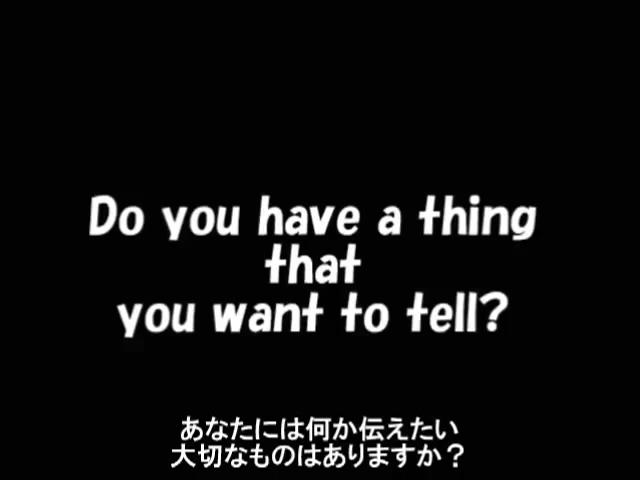 Do you have a thing
that
you want to tell?
あなたには何か伝えたい
大切なものはありますか？